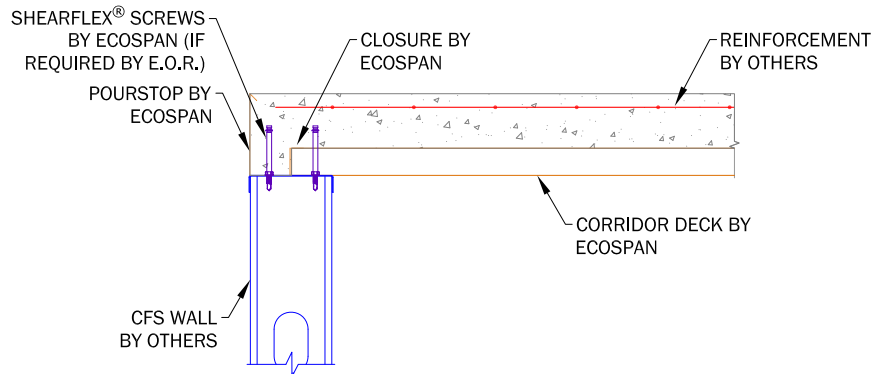 SHEARFLEX® SCREWS
BY ECOSPAN (IF
REQUIRED BY E.O.R.)
POURSTOP BY
ECOSPAN
CLOSURE BY
ECOSPAN
REINFORCEMENT
BY OTHERS
CORRIDOR DECK BY
ECOSPAN
CFS WALL
BY OTHERS